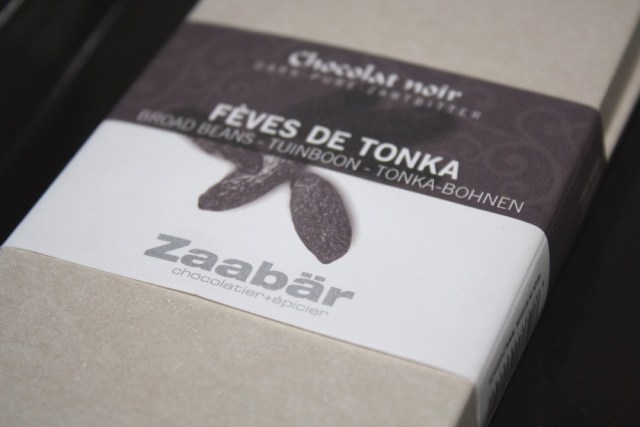 Chocolat noir
DARK-PURE-ZARTBITTER
FÈVES DE TONKA
BROAD BEANS - TUINBOON - TONKA-BOHNEN
Zaabär
chocolatier+épicier